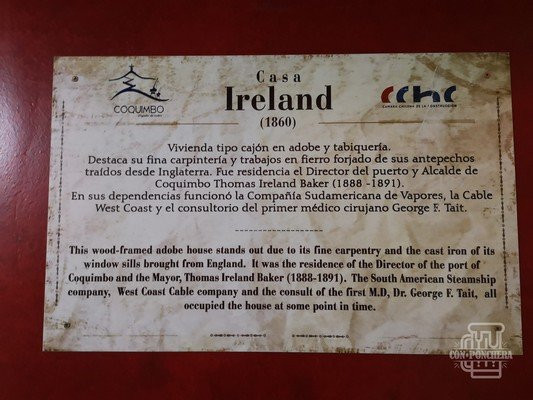 Casa
Ireland
(1860)
COQUIMBO
CChC
CAMARA CHILENA DE LA CONSTRUCCION
Vivienda tipo cajón en adobe y tabiquería.
Destaca su fina carpintería y trabajos en fierro forjado de sus antepechos
traídos desde Inglaterra. Fue residencia el Director del puerto y Alcalde de
Coquimbo Thomas Ireland Baker (1888 -1891).
En sus dependencias funcionó la Compañía Sudamericana de Vapores, la Cable
West Coast y el consultorio del primer médico cirujano George F. Tait.
This wood-framed adobe house stands out due to its fine carpentry and the cast iron of its
window sills brought from England. It was the residence of the Director of the port of
Coquimbo and the Mayor, Thomas Ireland Baker (1888-1891). The South American Steamship
company, West Coast Cable company and the consult of the first M.D, Dr. George F. Tait, all
occupied the house at some point in time.
CON PONCHERA